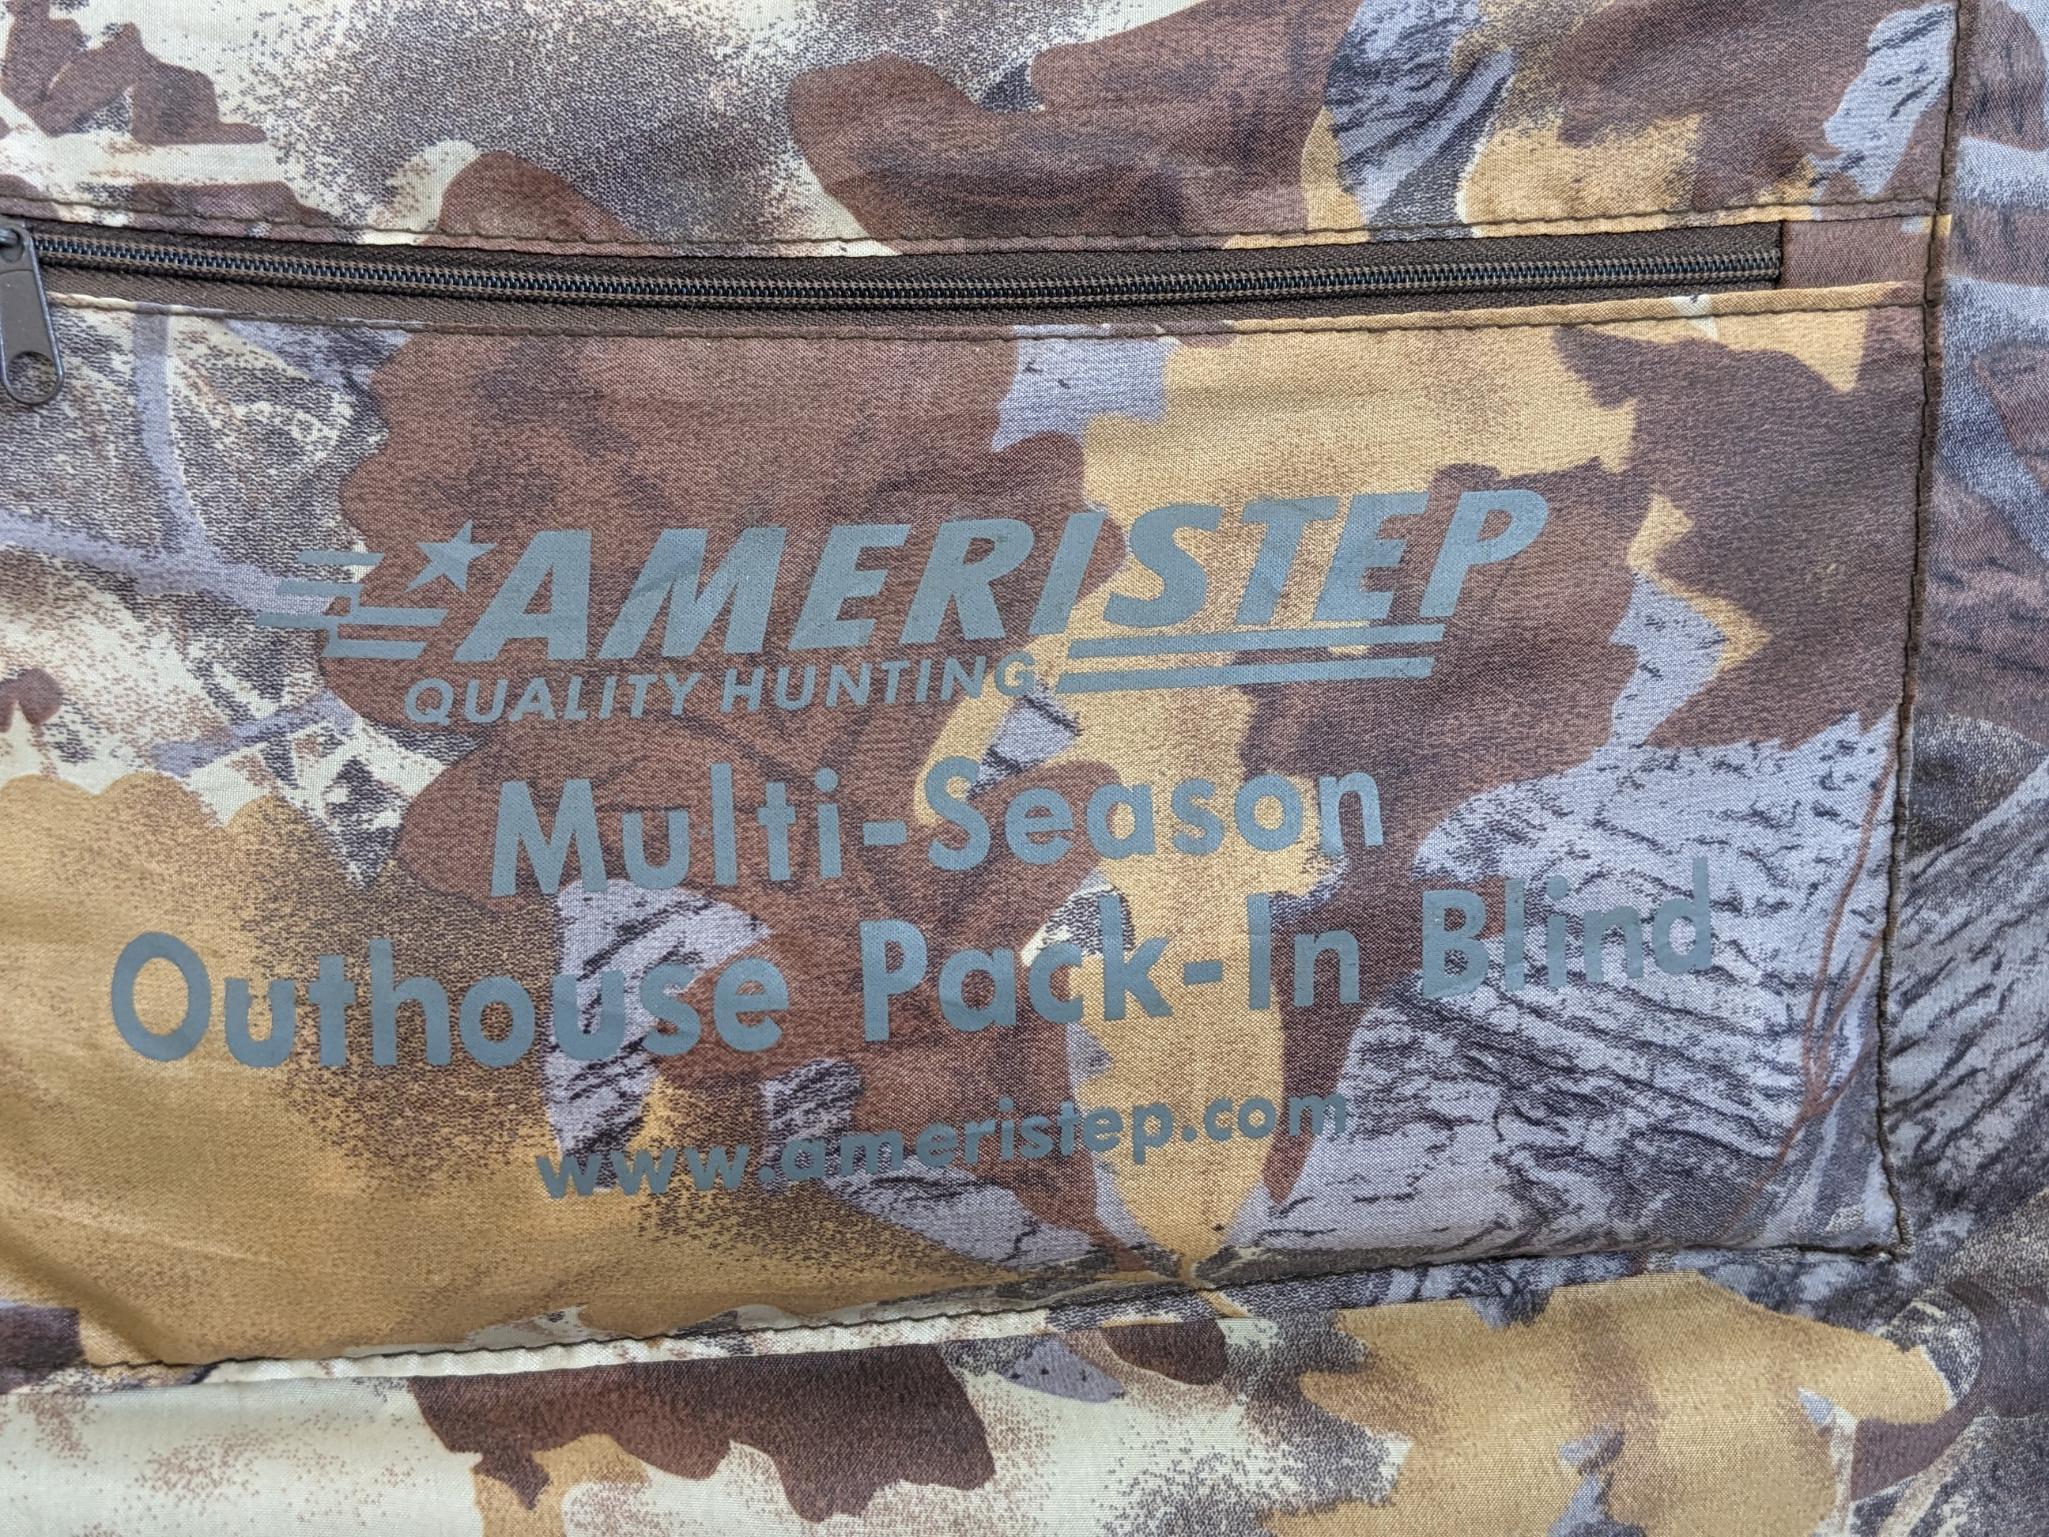 AMERISTEP
QUALITY HUNTING
Multi-Season
Outhouse Pack-In Blind
www.ameristep.com